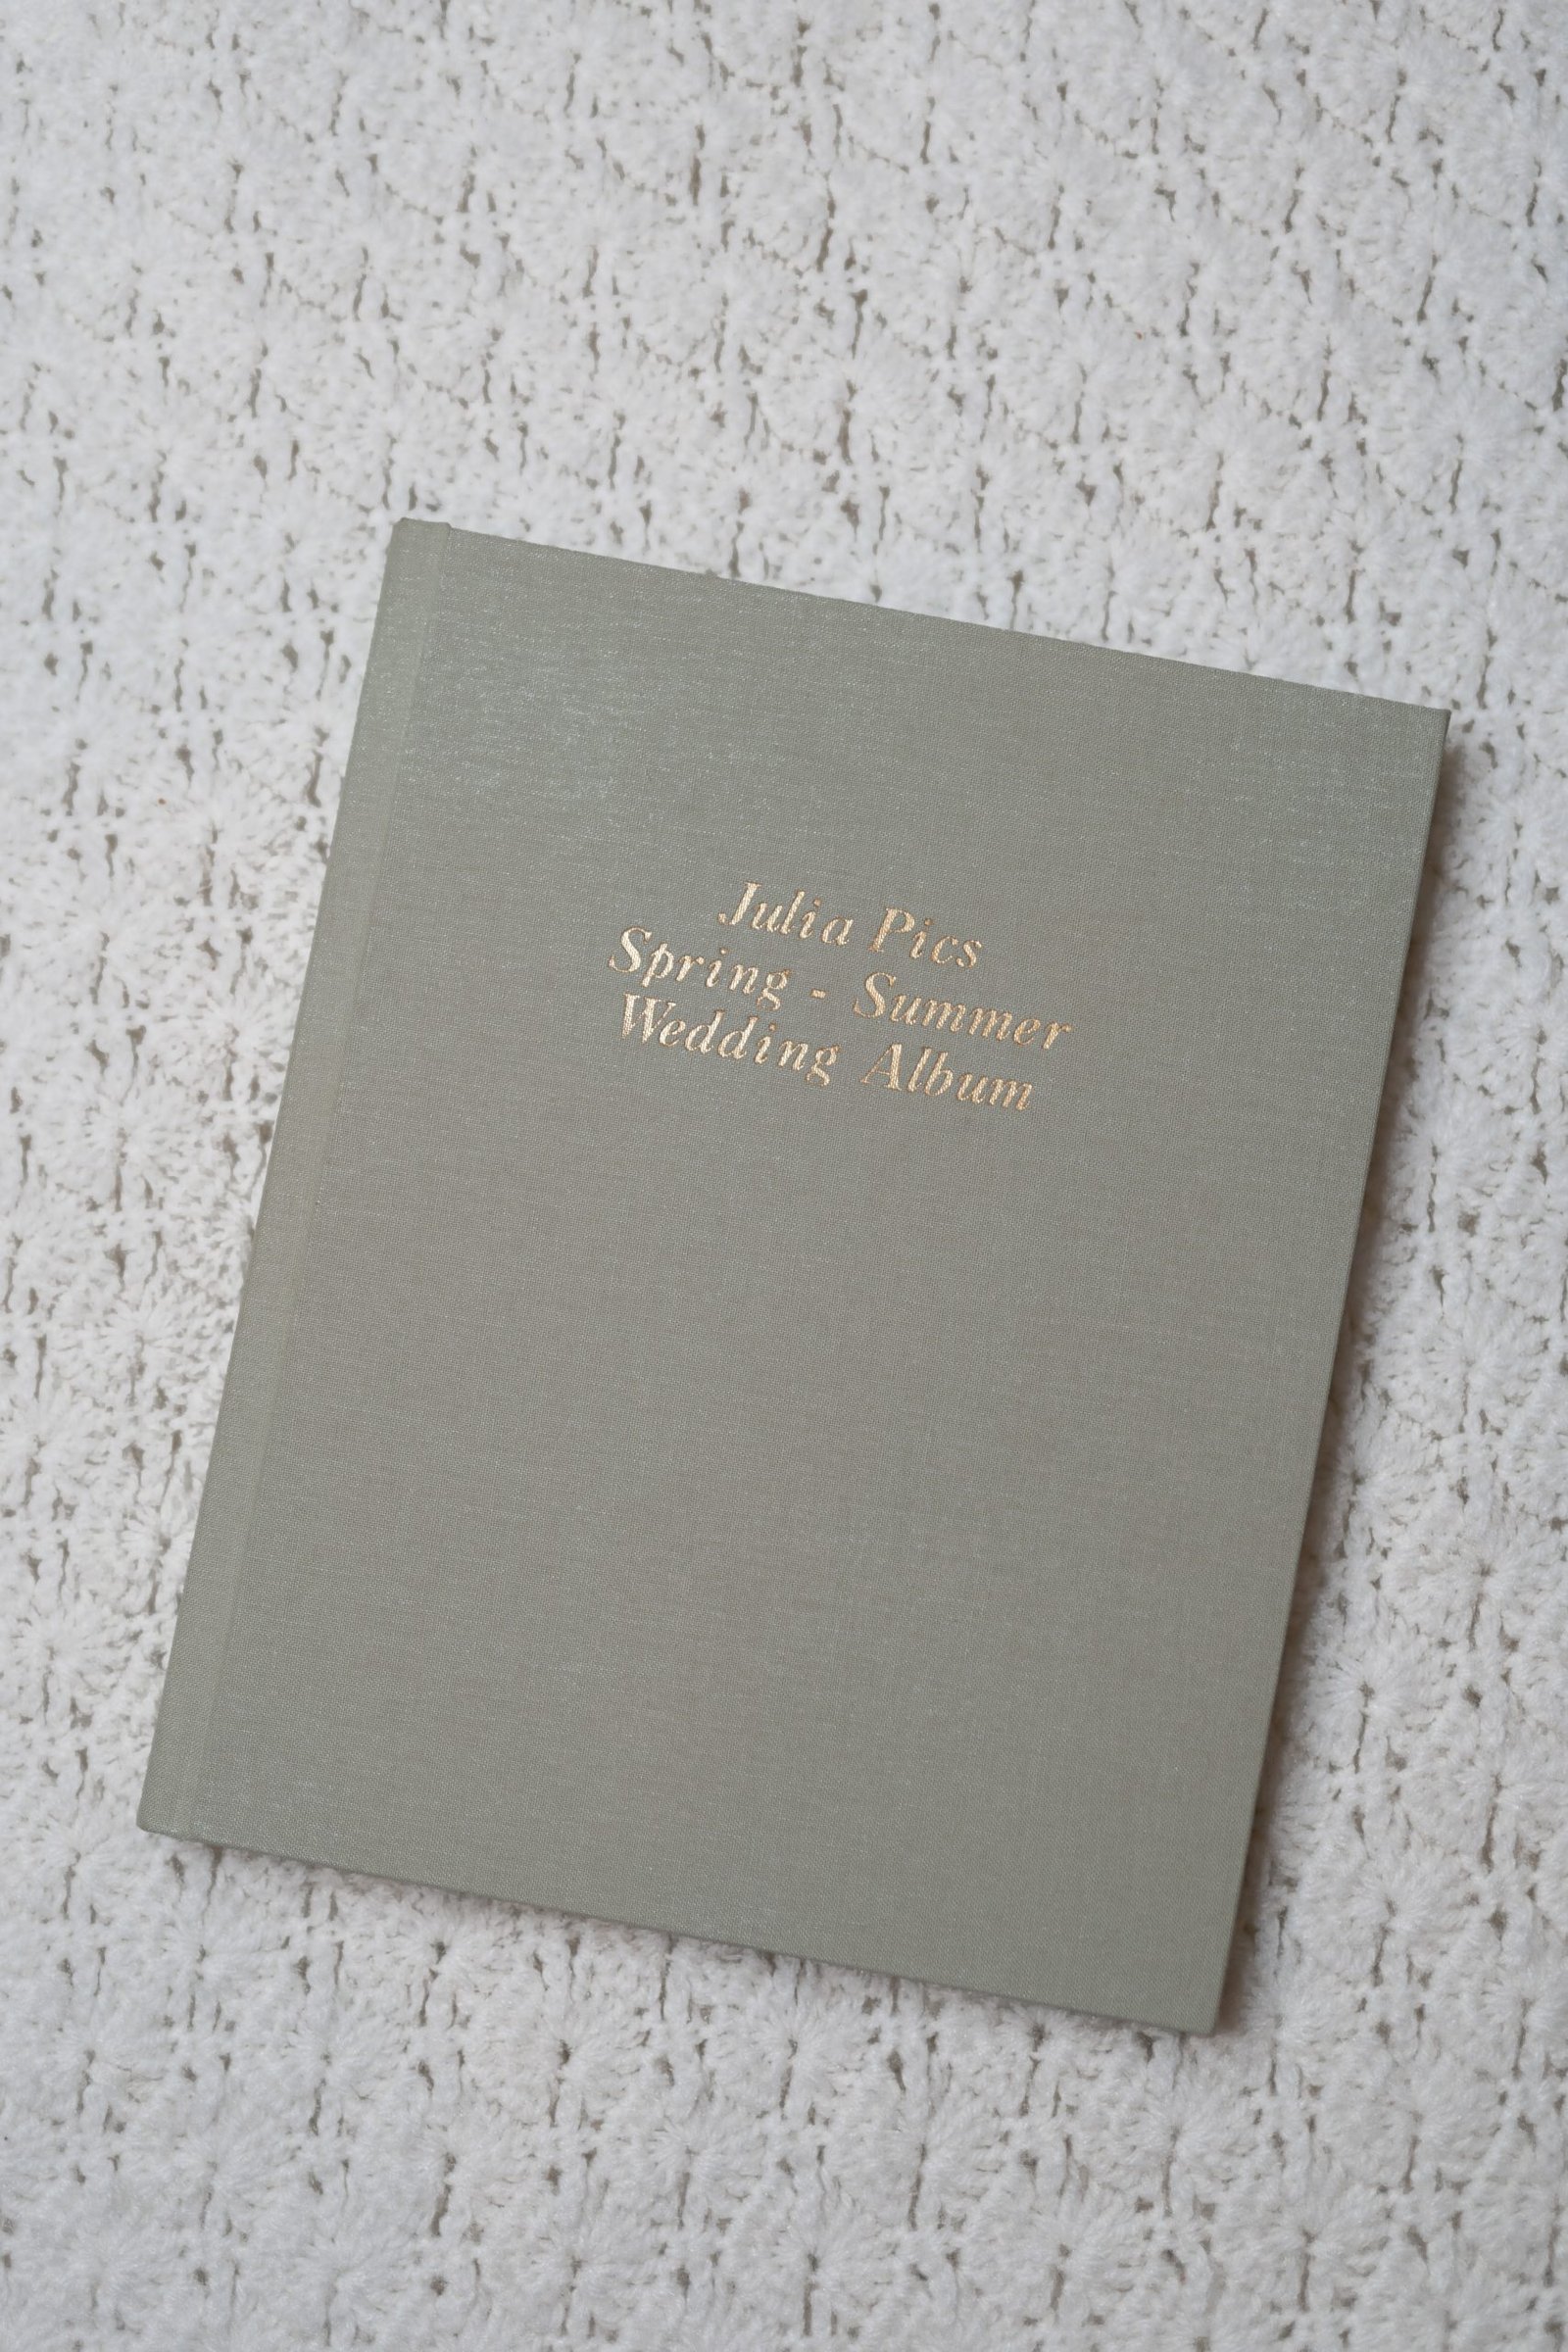 Julia Pics
Spring - Summer
Wedding Album